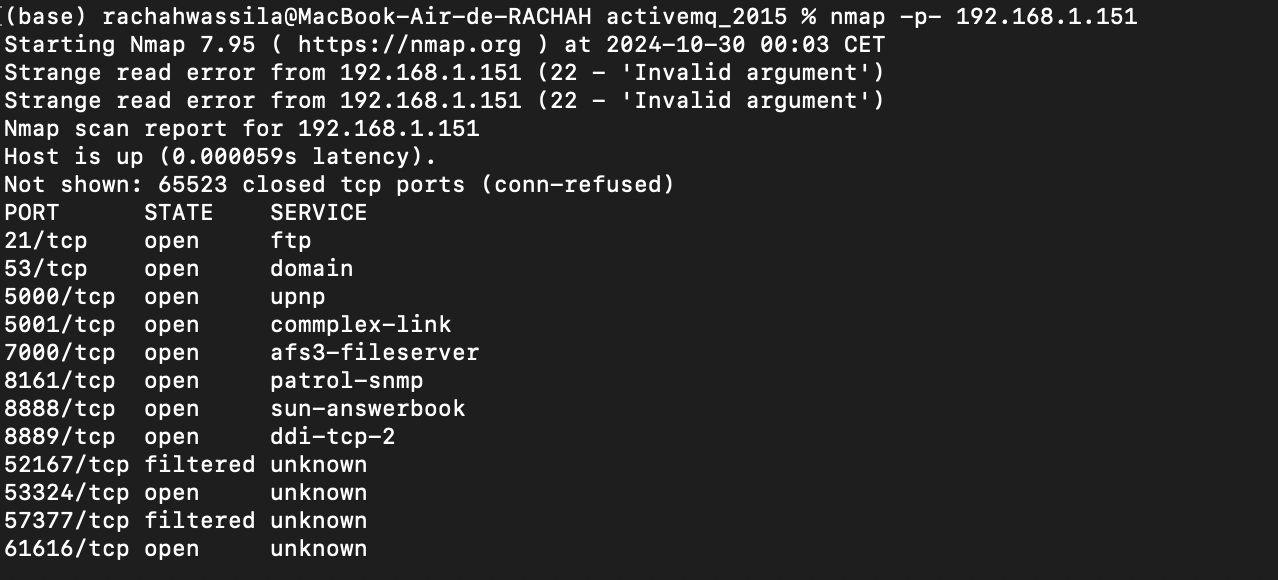 (base) rachahwassila@MacBook-Air-de-RACHAH activemq_2015 % nmap -p- 192.168.1.151
Starting Nmap 7.95 ( https://nmap.org ) at 2024-10-30 00:03 CET
Strange read error from 192.168.1.151 (22 - 'Invalid argument')
Strange read error from 192.168.1.151 (22 - 'Invalid argument')
Nmap scan report for 192.168.1.151
Host is up (0.000059s latency).
Not shown: 65523 closed tcp ports (conn-refused)
PORT      STATE    SERVICE
21/tcp    open     ftp
53/tcp    open     domain
5000/tcp  open     upnp
5001/tcp  open     commplex-link
7000/tcp  open     afs3-fileserver
8161/tcp  open     patrol-snmp
8888/tcp  open     sun-answerbook
8889/tcp  open     ddi-tcp-2
52167/tcp filtered unknown
53324/tcp open     unknown
57377/tcp filtered unknown
61616/tcp open     unknown